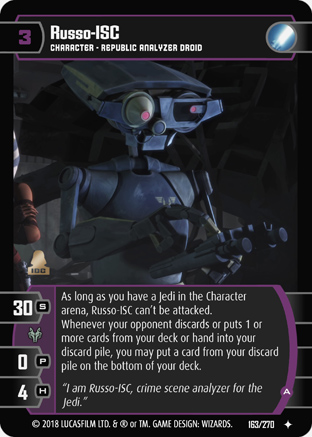 3
Russo-ISC
CHARACTER • REPUBLIC ANALYZER DROID
30 S
0 P
4 H
As long as you have a Jedi in the Character
arena, Russo-ISC can't be attacked.
Whenever your opponent discards or puts 1 or
more cards from your deck or hand into your
discard pile, you may put a card from your discard
pile on the bottom of your deck.
"I am Russo-ISC, crime scene analyzer for the
Jedi."
A
© 2018 LUCASFILM LTD. & ® or TM. GAME DESIGN: WIZARDS.
163/270